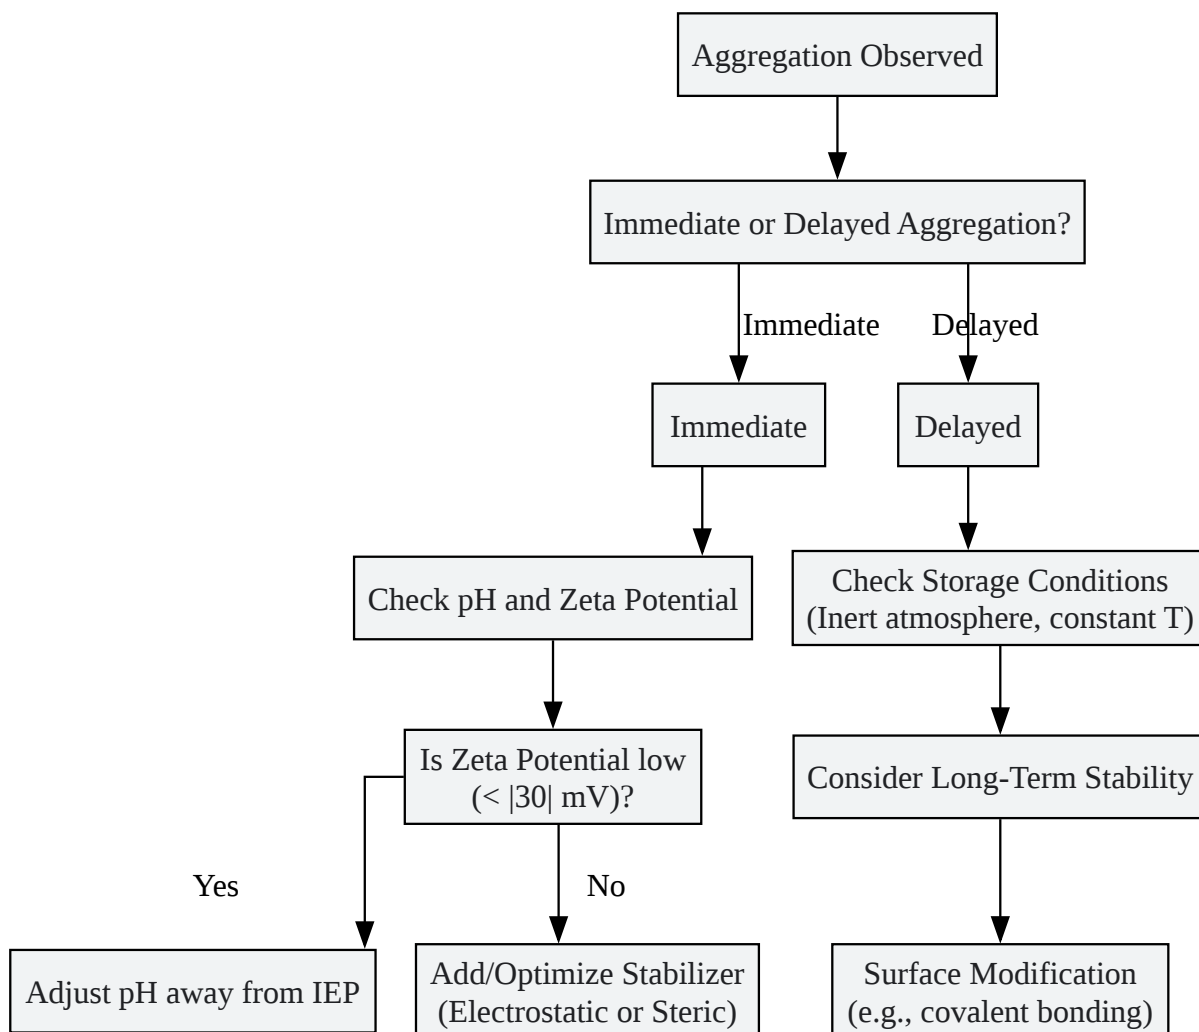 Aggregation Observed
Immediate or Delayed Aggregation?
Immediate
Delayed
Immediate
Delayed
Check pH and Zeta Potential
Check Storage Conditions
(Inert atmosphere, constant T)
Is Zeta Potential low
(< |30| mV)?
Consider Long-Term Stability
Yes
No
Adjust pH away from IEP
Add/Optimize Stabilizer
(Electrostatic or Steric)
Surface Modification
(e.g., covalent bonding)